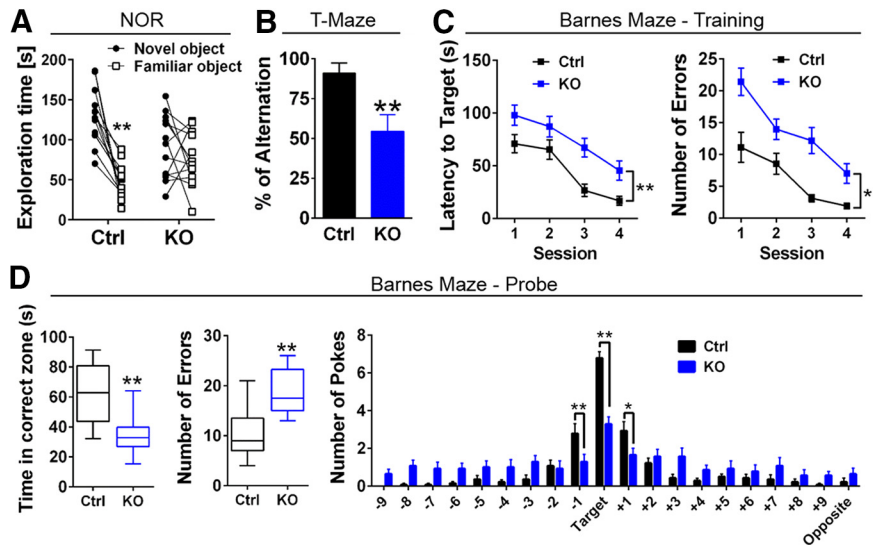 A
NOR
Exploration time [s]
Novel object
Familiar object
200
150
100
50
0
**
Ctrl KO
B
T-Maze
% of Alternation
100
75
50
25
0
**
Ctrl KO
C
Barnes Maze - Training
Latency to Target (s)
150
100
50
0
Ctrl
KO
**
1 2 3 4
Session
Number of Errors
25
20
15
10
5
0
Ctrl
KO
*
1 2 3 4
Session
D
Barnes Maze - Probe
Time in correct zone (s)
100
80
60
40
20
0
**
Ctrl KO
Number of Errors
30
20
10
0
**
Ctrl KO
Number of Pokes
8
6
4
2
0
**
**
*
Ctrl
KO
-9 -8 -7 -6 -5 -4 -3 -2 -1 Target +1 +2 +3 +4 +5 +6 +7 +8 +9 Opposite